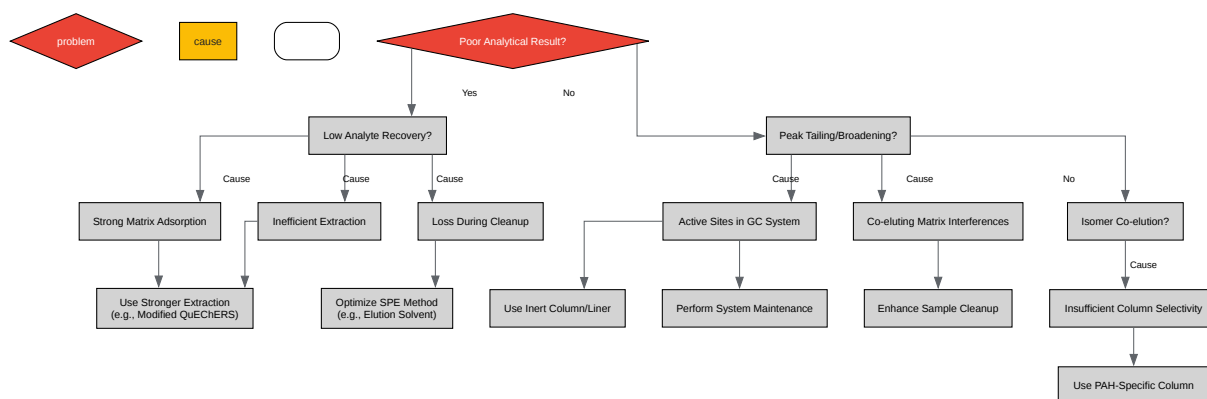 problem
cause
Poor Analytical Result?
Yes
No
Low Analyte Recovery?
Peak Tailing/Broadening?
Cause
Cause
Cause
Cause
Cause
No
Strong Matrix Adsorption
Inefficient Extraction
Loss During Cleanup
Active Sites in GC System
Co-eluting Matrix Interferences
Isomer Co-elution?
Cause
Use Stronger Extraction
(e.g., Modified QuEChERS)
Optimize SPE Method
(e.g., Elution Solvent)
Use Inert Column/Liner
Perform System Maintenance
Enhance Sample Cleanup
Insufficient Column Selectivity
Use PAH-Specific Column